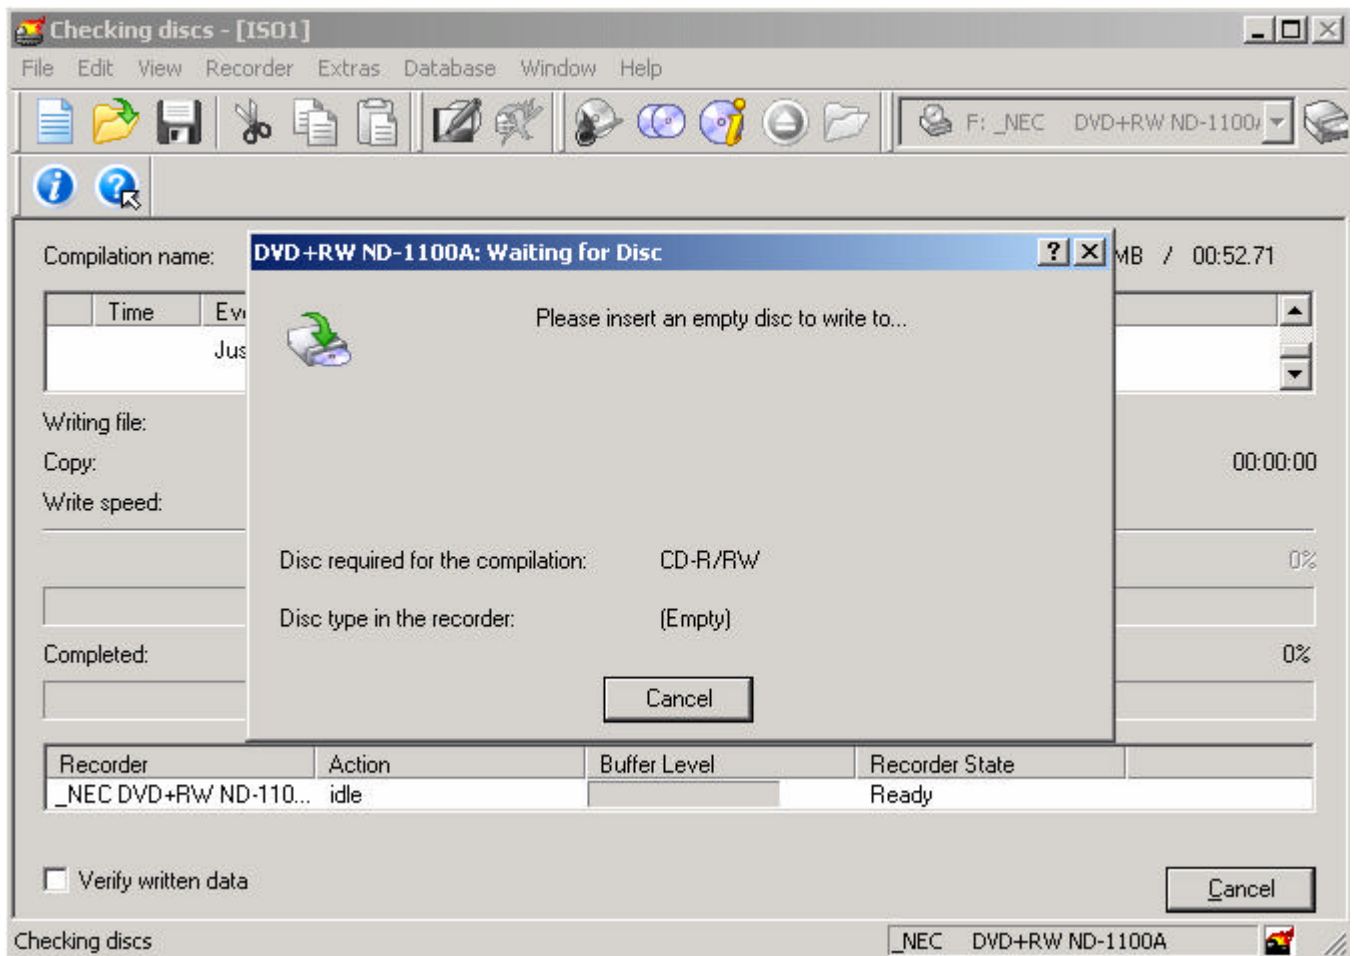 Checking discs - [ISO1]
File Edit View Recorder Extras Database Window Help
F: _NEC DVD+RW ND-1100
Compilation name:
MB / 00:52.71
DVD+RW ND-1100A: Waiting for Disc
Time
Please insert an empty disc to write to...
Writing file:
Copy:
00:00:00
Write speed:
Disc required for the compilation: CD-R/RW
0%
Disc type in the recorder: (Empty)
Completed:
0%
Cancel
Recorder Action Buffer Level Recorder State
_NEC DVD+RW ND-110... idle Ready
Verify written data
Cancel
Checking discs
_NEC DVD+RW ND-1100A